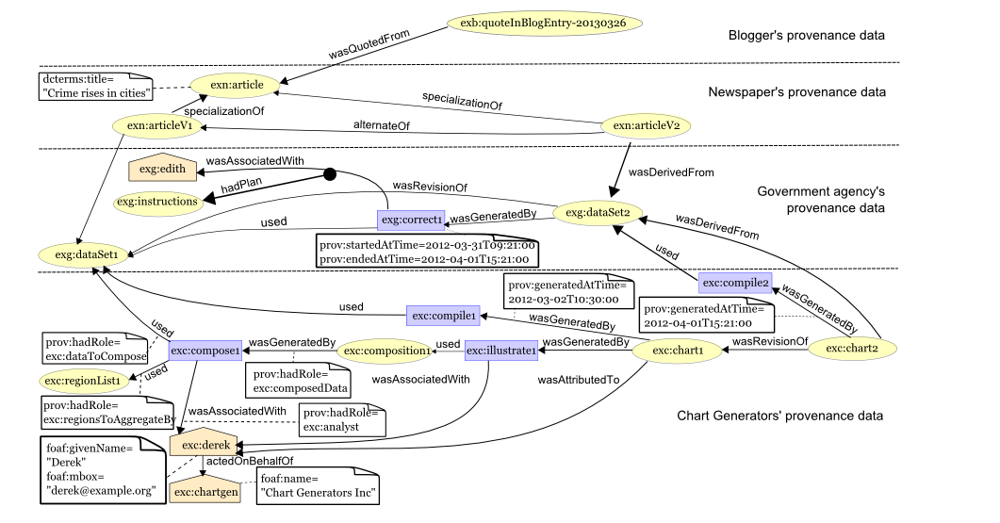 exb:quoteInBlogEntry-20130326
Blogger's provenance data
wasQuotedFrom
dcterms:title=
"Crime rises in cities"
exn:article
Newspaper's provenance data
specializationOf
specializationOf
exn:articleV1
alternateOf
exn:articleV2
exg:edith
wasAssociatedWith
hadPlan
wasDerivedFrom
wasRevisionOf
Government agency's
provenance data
exg:instructions
exg:correct1
wasGeneratedBy
exg:dataSet2
used
wasDerivedFrom
exg:dataSet1
prov:startedAtTime=2012-03-31T09:21:00
prov:endedAtTime=2012-04-01T15:21:00
used
exc:compile2
prov:generatedAtTime=
2012-03-02T10:30:00
wasGeneratedBy
prov:generatedAtTime=
2012-04-01T15:21:00
used
exc:compile1
wasGeneratedBy
used
prov:hadRole=
exc:dataToCompose
exc:compose1
wasGeneratedBy
exc:composition1
used
exc:illustrate1
wasGeneratedBy
exc:chart1
wasRevisionOf
exc:chart2
exc:regionList1
used
prov:hadRole=
exc:composedData
wasAssociatedWith
wasAttributedTo
prov:hadRole=
exc:regionsToAggregateBy
wasAssociatedWith
prov:hadRole=
exc:analyst
Chart Generators' provenance data
exc:derek
foaf:givenName=
"Derek"
foaf:mbox=
"derek@example.org"
actedOnBehalfOf
exc:chartgen
foaf:name=
"Chart Generators Inc"